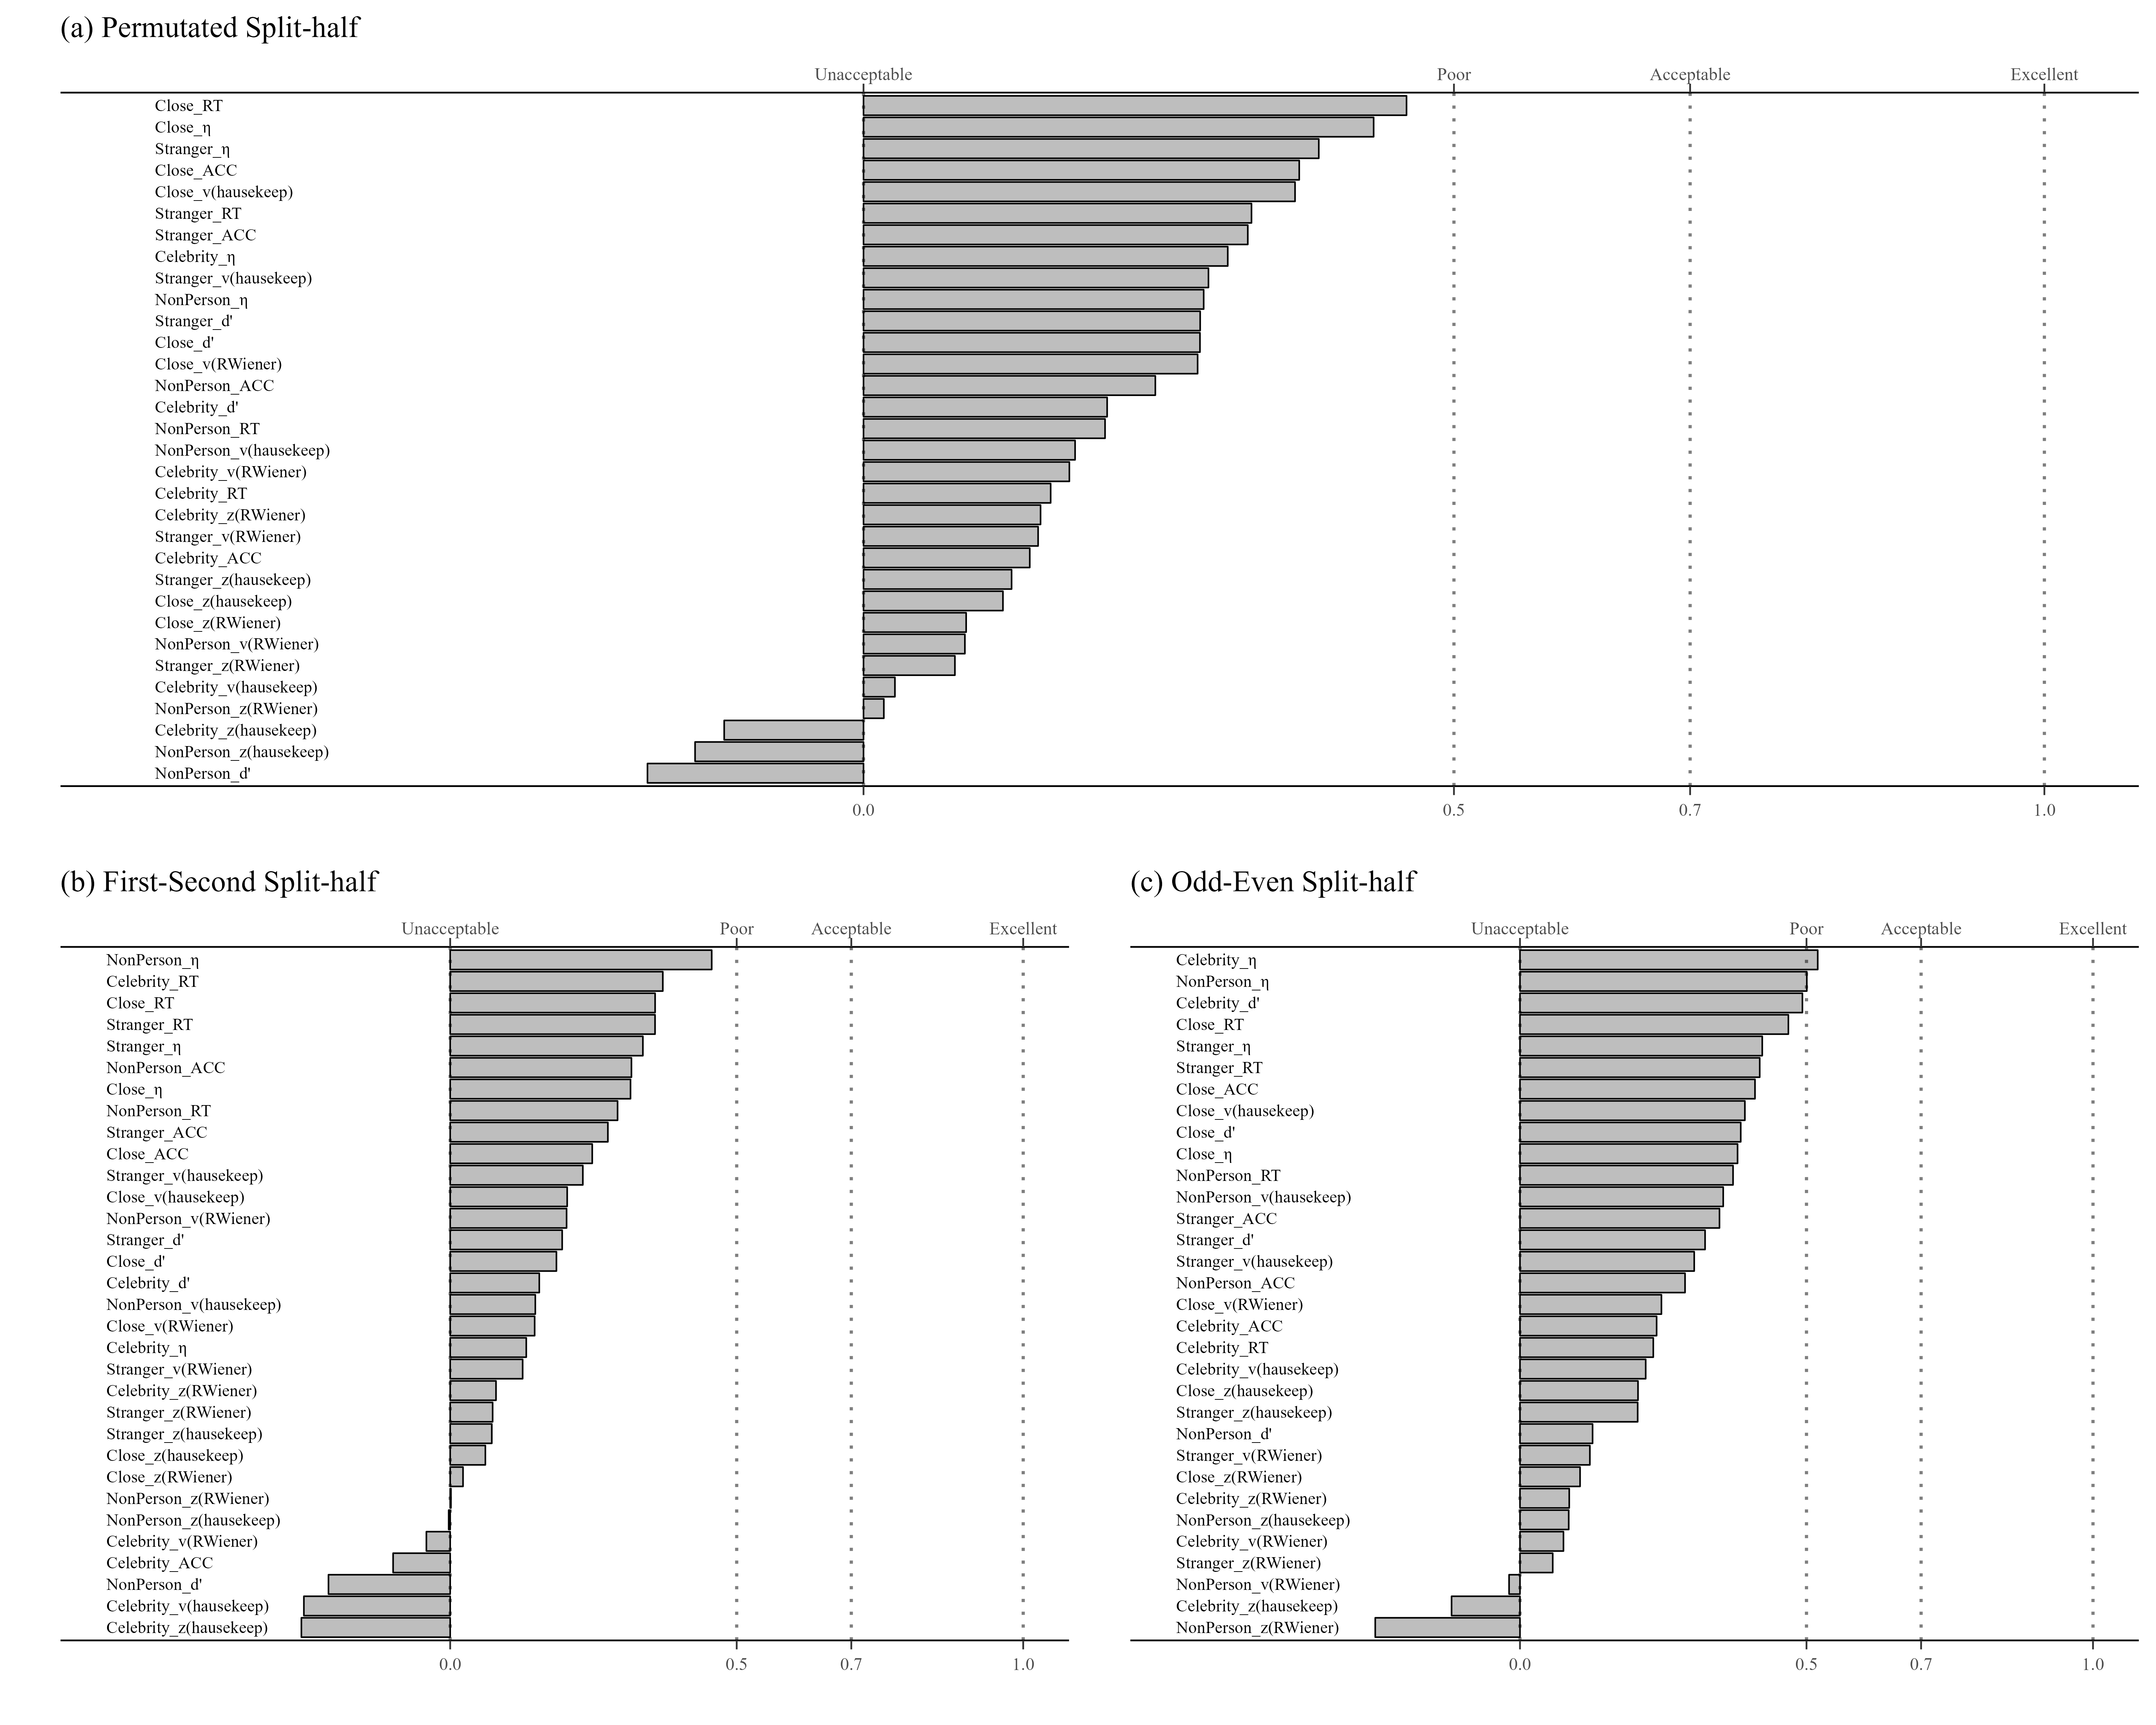 (a) Permutated Split-half
Unacceptable Poor Acceptable Excellent
Close_RT
Close_η
Stranger_η
Close_ACC
Close_v(hausekeep)
Stranger_RT
Stranger_ACC
Celebrity_η
Stranger_v(hausekeep)
NonPerson_η
Stranger_d'
Close_d'
Close_v(RWiener)
NonPerson_ACC
Celebrity_d'
NonPerson_RT
NonPerson_v(hausekeep)
Celebrity_v(RWiener)
Celebrity_RT
Celebrity_z(RWiener)
Stranger_v(RWiener)
Celebrity_ACC
Stranger_z(hausekeep)
Close_z(hausekeep)
Close_z(RWiener)
NonPerson_v(RWiener)
Stranger_z(RWiener)
Celebrity_v(hausekeep)
NonPerson_z(RWiener)
Celebrity_z(hausekeep)
NonPerson_z(hausekeep)
NonPerson_d'
0.0 0.5 0.7 1.0
(b) First-Second Split-half
Unacceptable Poor Acceptable Excellent
NonPerson_η
Celebrity_RT
Close_RT
Stranger_RT
Stranger_η
NonPerson_ACC
Close_η
NonPerson_RT
Stranger_ACC
Close_ACC
Stranger_v(hausekeep)
Close_v(hausekeep)
NonPerson_v(RWiener)
Stranger_d'
Close_d'
Celebrity_d'
NonPerson_v(hausekeep)
Close_v(RWiener)
Celebrity_η
Stranger_v(RWiener)
Celebrity_z(RWiener)
Stranger_z(RWiener)
Stranger_z(hausekeep)
Close_z(hausekeep)
Close_z(RWiener)
NonPerson_z(RWiener)
NonPerson_z(hausekeep)
Celebrity_v(RWiener)
Celebrity_ACC
NonPerson_d'
Celebrity_v(hausekeep)
Celebrity_z(hausekeep)
0.0 0.5 0.7 1.0
(c) Odd-Even Split-half
Unacceptable Poor Acceptable Excellent
Celebrity_η
NonPerson_η
Celebrity_d'
Close_RT
Stranger_η
Stranger_RT
Close_ACC
Close_v(hausekeep)
Close_d'
Close_η
NonPerson_RT
NonPerson_v(hausekeep)
Stranger_ACC
Stranger_d'
Stranger_v(hausekeep)
NonPerson_ACC
Close_v(RWiener)
Celebrity_ACC
Celebrity_RT
Celebrity_v(hausekeep)
Close_z(hausekeep)
Stranger_z(hausekeep)
NonPerson_d'
Stranger_v(RWiener)
Close_z(RWiener)
Celebrity_z(RWiener)
NonPerson_z(hausekeep)
Celebrity_v(RWiener)
Stranger_z(RWiener)
NonPerson_v(RWiener)
Celebrity_z(hausekeep)
NonPerson_z(RWiener)
0.0 0.5 0.7 1.0